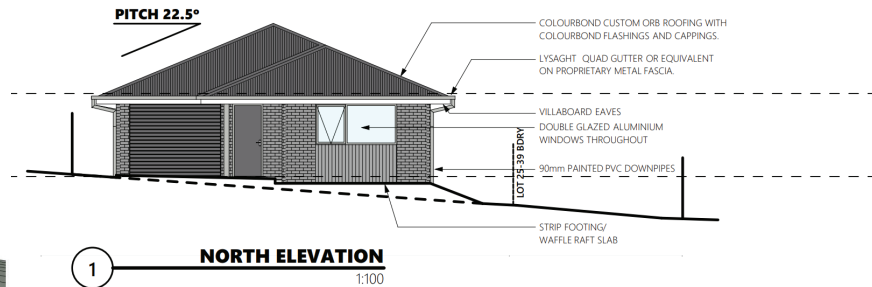 PITCH 22.5º
COLOURBOND CUSTOM ORB ROOFING WITH
COLOURBOND FLASHINGS AND CAPPINGS.
LYSAGHT QUAD GUTTER OR EQUIVALENT
ON PROPRIETARY METAL FASCIA.
VILLABOARD EAVES
DOUBLE GLAZED ALUMINIUM
WINDOWS THROUGHOUT
LOT 25-39 BDRY
90mm PAINTED PVC DOWNPIPES
STRIP FOOTING/
WAFFLE RAFT SLAB
1
NORTH ELEVATION
1:100